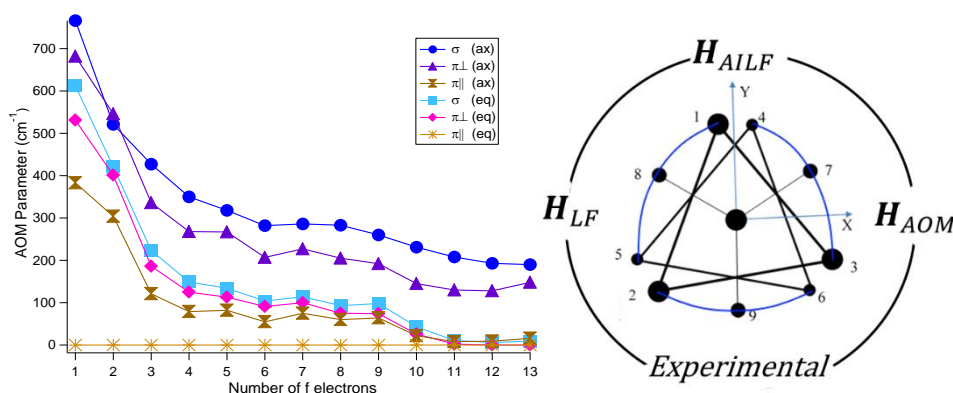 AOM Parameter (cm⁻¹)
700
600
500
400
300
200
100
0
1 2 3 4 5 6 7 8 9 10 11 12 13
Number of f electrons
σ (ax)
π⊥ (ax)
π|| (ax)
σ (eq)
π⊥ (eq)
π|| (eq)
H_AILF
Y
1 4
8 7
H_LF X H_AOM
5 3
2 6
9
Experimental